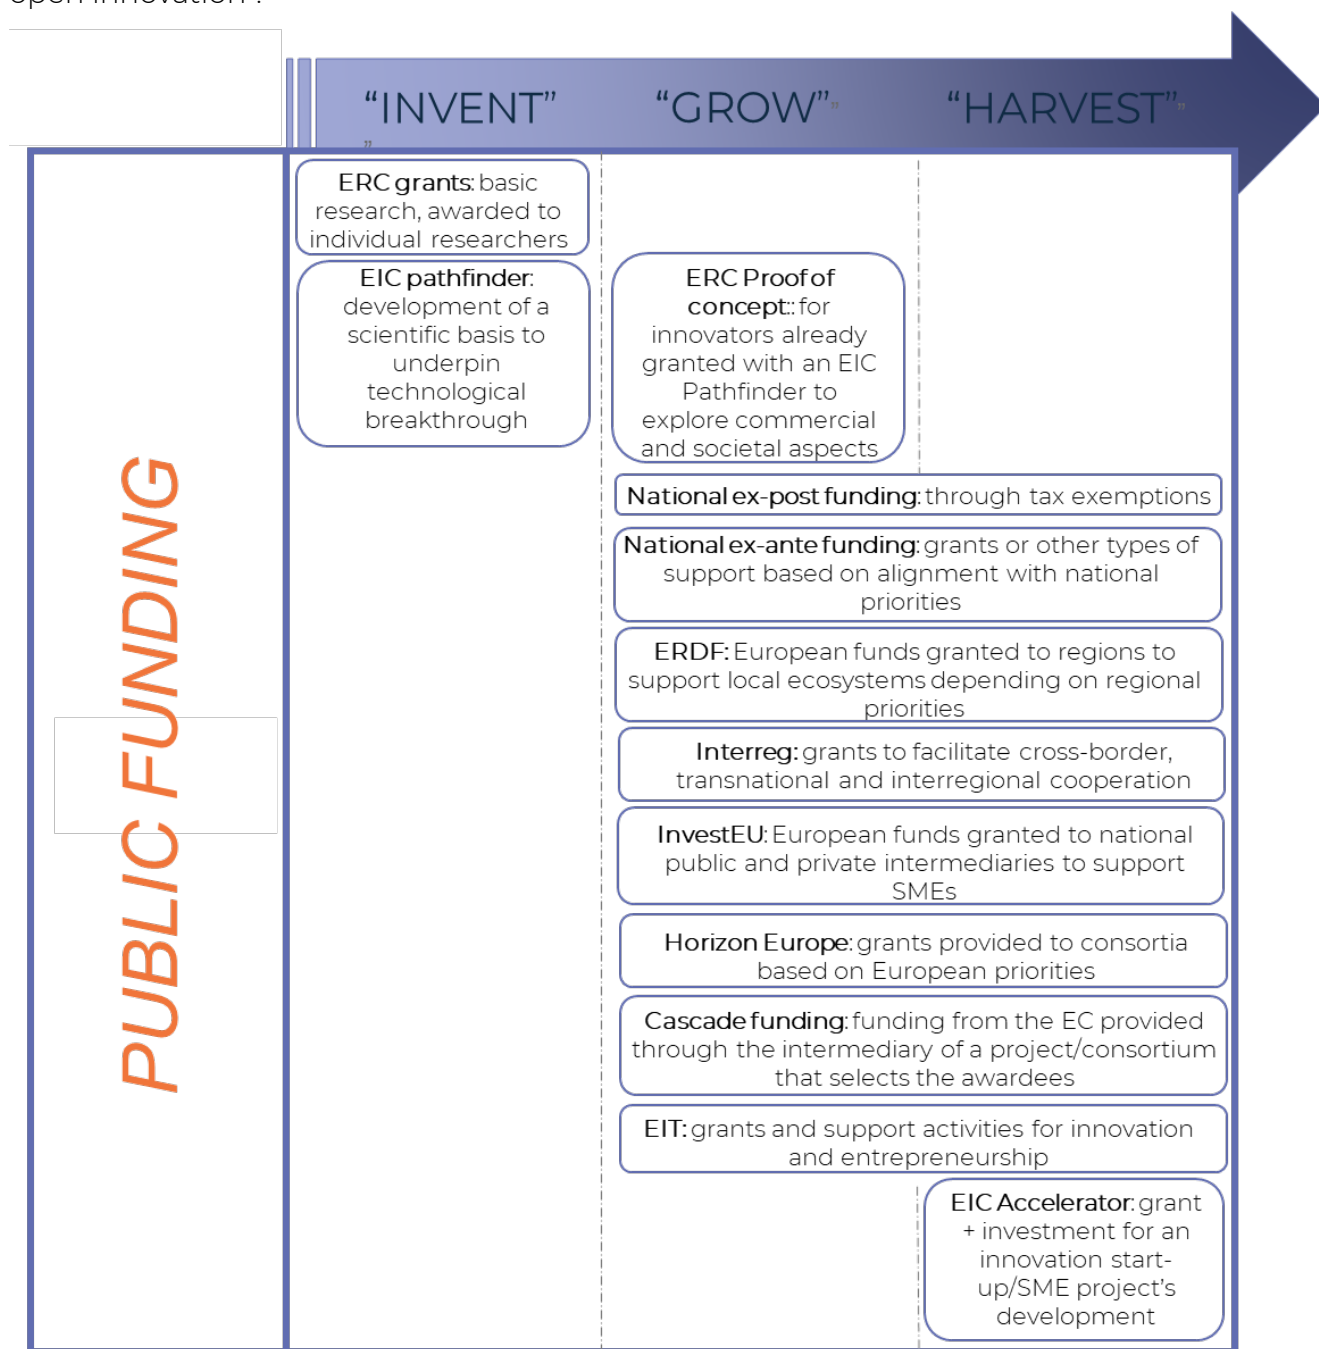 open innovation".
"INVENT"
"
"GROW""
"HARVEST""
PUBLIC FUNDING
ERC grants: basic
research, awarded to
individual researchers
EIC pathfinder:
development of a
scientific basis to
underpin
technological
breakthrough
ERC Proof of
concept:: for
innovators already
granted with an EIC
Pathfinder to
explore commercial
and societal aspects
National ex-post funding: through tax exemptions
National ex-ante funding: grants or other types of
support based on alignment with national
priorities
ERDF: European funds granted to regions to
support local ecosystems depending on regional
priorities
Interreg: grants to facilitate cross-border,
transnational and interregional cooperation
InvestEU: European funds granted to national
public and private intermediaries to support
SMEs
Horizon Europe: grants provided to consortia
based on European priorities
Cascade funding: funding from the EC provided
through the intermediary of a project/consortium
that selects the awardees
EIT: grants and support activities for innovation
and entrepreneurship
EIC Accelerator: grant
+ investment for an
innovation start-
up/SME project's
development